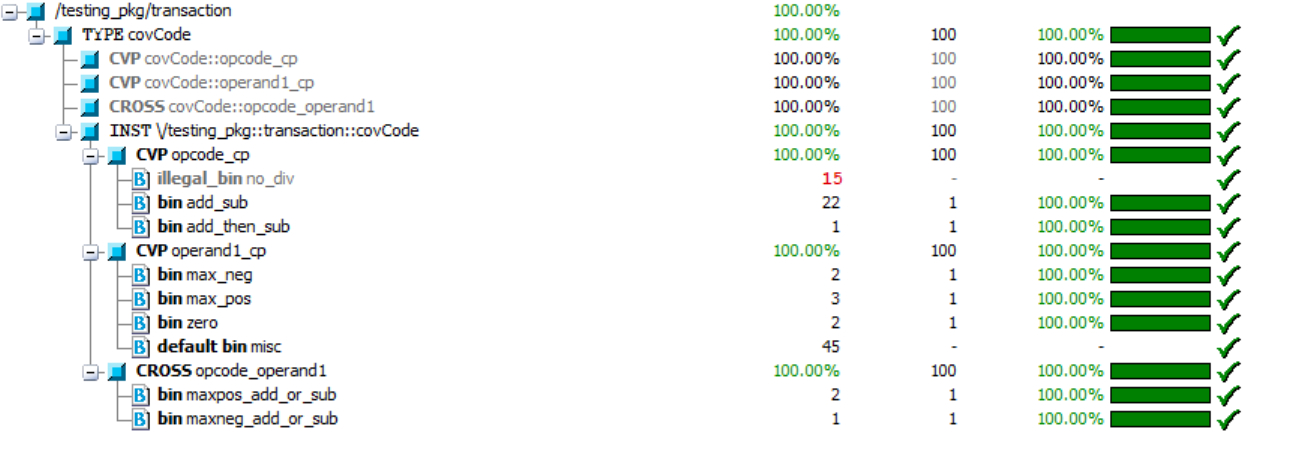 /testing_pkg/transaction 100.00%
TYPE covCode 100.00% 100 100.00%
CVP covCode::opcode_cp 100.00% 100 100.00%
CVP covCode::operand1_cp 100.00% 100 100.00%
CROSS covCode::opcode_operand1 100.00% 100 100.00%
INST \/testing_pkg::transaction::covCode 100.00% 100 100.00%
CVP opcode_cp 100.00% 100 100.00%
B] illegal_bin no_div 15 - -
B] bin add_sub 22 1 100.00%
B] bin add_then_sub 1 1 100.00%
CVP operand1_cp 100.00% 100 100.00%
B] bin max_neg 2 1 100.00%
B] bin max_pos 3 1 100.00%
B] bin zero 2 1 100.00%
B] default bin misc 45 - -
CROSS opcode_operand1 100.00% 100 100.00%
B] bin maxpos_add_or_sub 2 1 100.00%
B] bin maxneg_add_or_sub 1 1 100.00%